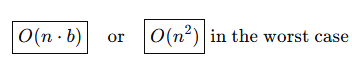 O(n · b) or O(n²) in the worst case